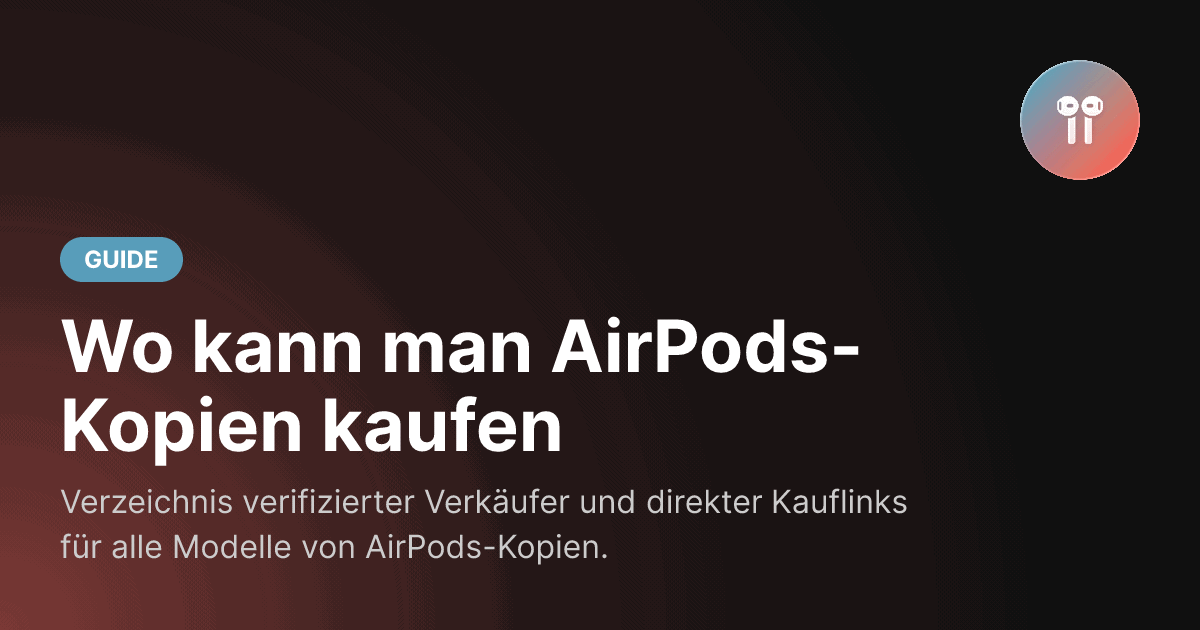 GUIDE
Wo kann man AirPods-
Kopien kaufen
Verzeichnis verifizierter Verkäufer und direkter Kauflinks
für alle Modelle von AirPods-Kopien.